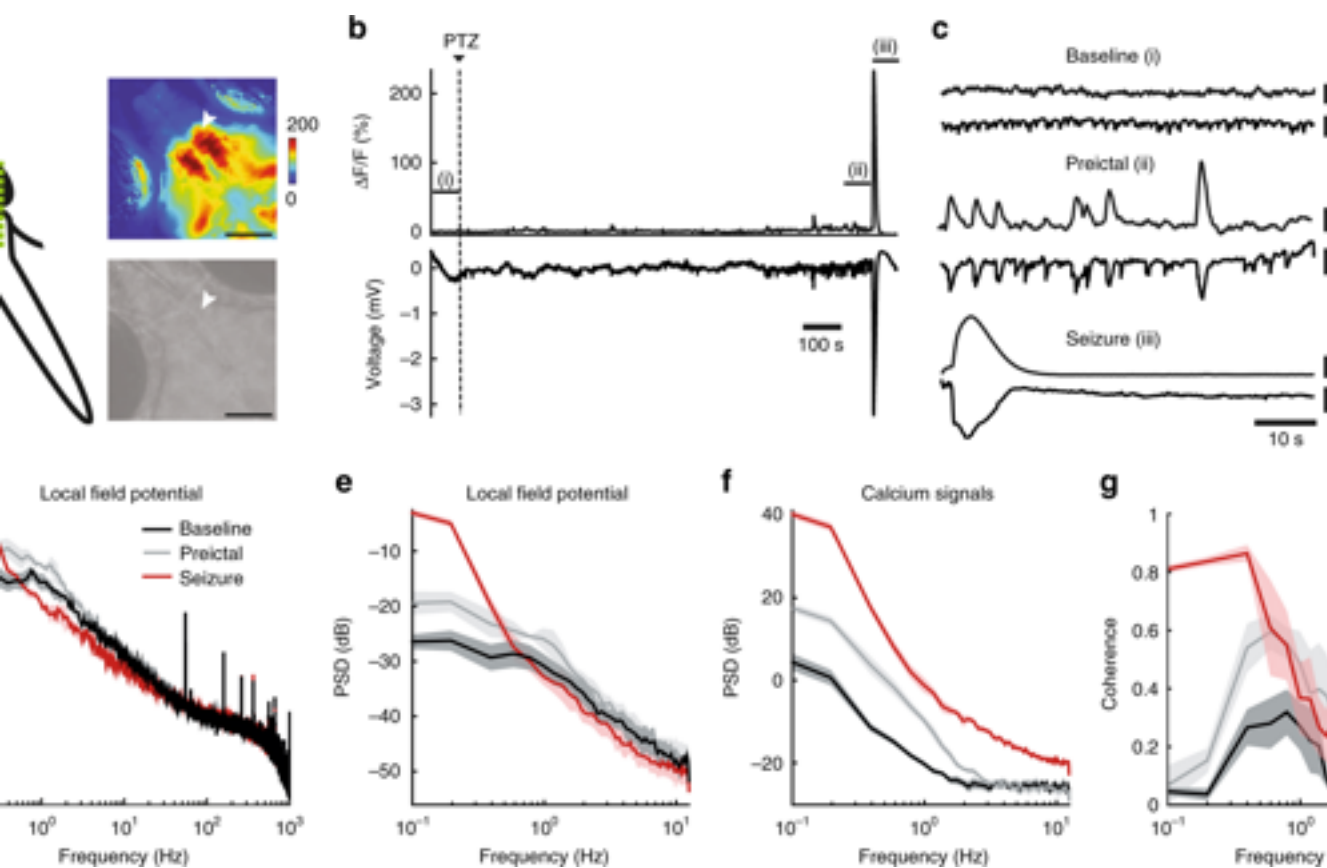 b
PTZ
(iii)
200
100
0
ΔF/F (%)
(i)
(ii)
0
−1
−2
−3
Voltage (mV)
100 s
200
0
c
Baseline (i)
Preictal (ii)
Seizure (iii)
10 s
Local field potential
Baseline
Preictal
Seizure
10⁰
10¹
10²
10³
Frequency (Hz)
e
Local field potential
−10
−20
−30
−40
−50
PSD (dB)
10⁻¹
10⁰
10¹
Frequency (Hz)
f
Calcium signals
40
20
0
−20
PSD (dB)
10⁻¹
10⁰
10¹
Frequency (Hz)
g
1
0.8
0.6
0.4
0.2
0
Coherence
10⁻¹
10⁰
Frequency